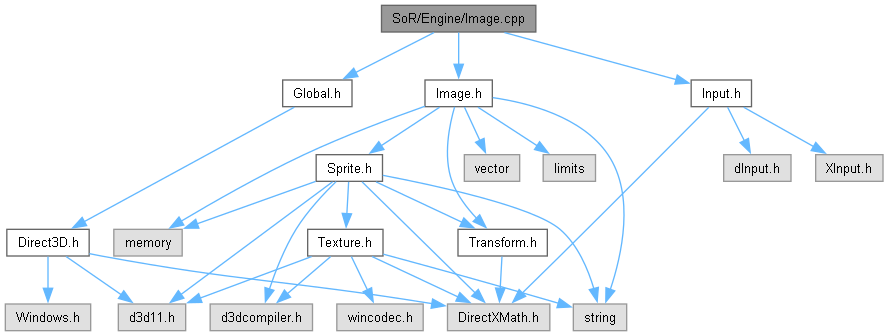 SoR/Engine/Image.cpp
Global.h
Image.h
Input.h
Sprite.h
vector
limits
dInput.h
XInput.h
Direct3D.h
memory
Texture.h
Transform.h
Windows.h
d3d11.h
d3dcompiler.h
wincodec.h
DirectXMath.h
string